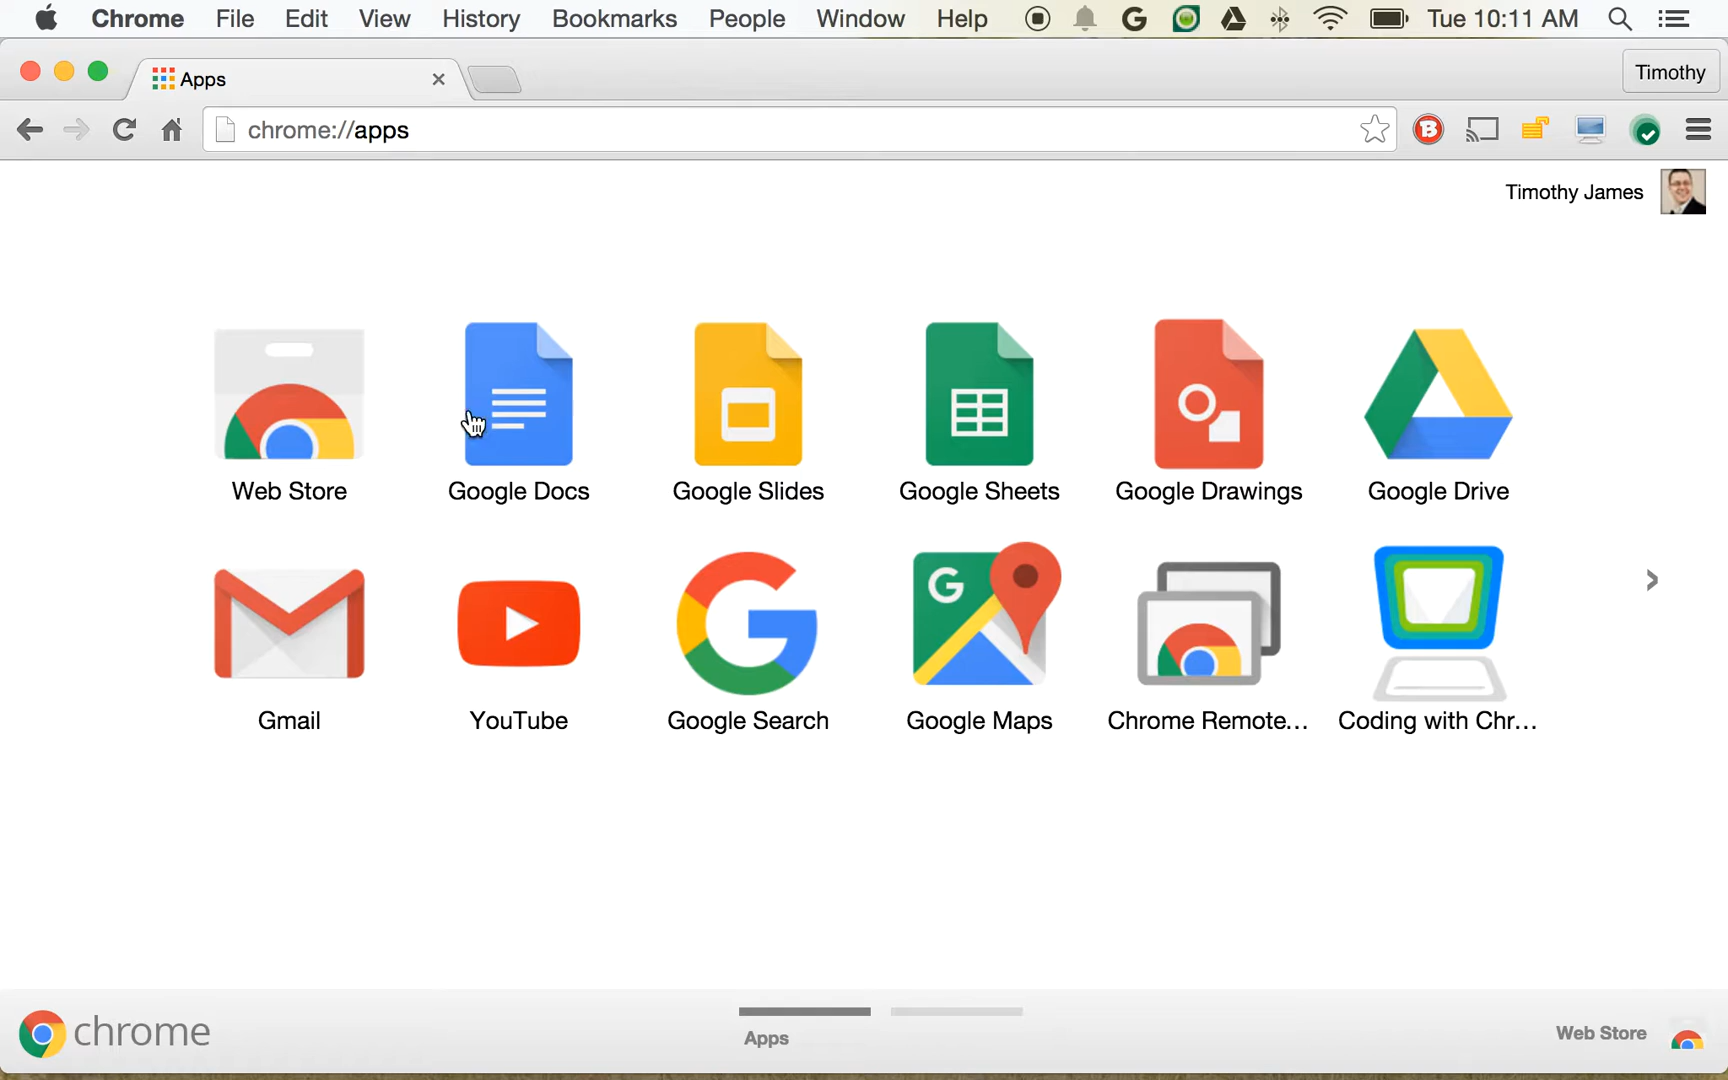 Chrome File Edit View History Bookmarks People Window Help G Tue 10:11 AM
Apps
Timothy
chrome://apps
B
Timothy James
Web Store Google Docs Google Slides Google Sheets Google Drawings Google Drive
G
Gmail YouTube Google Search Google Maps Chrome Remote... Coding with Chr...
chrome
Apps
Web Store